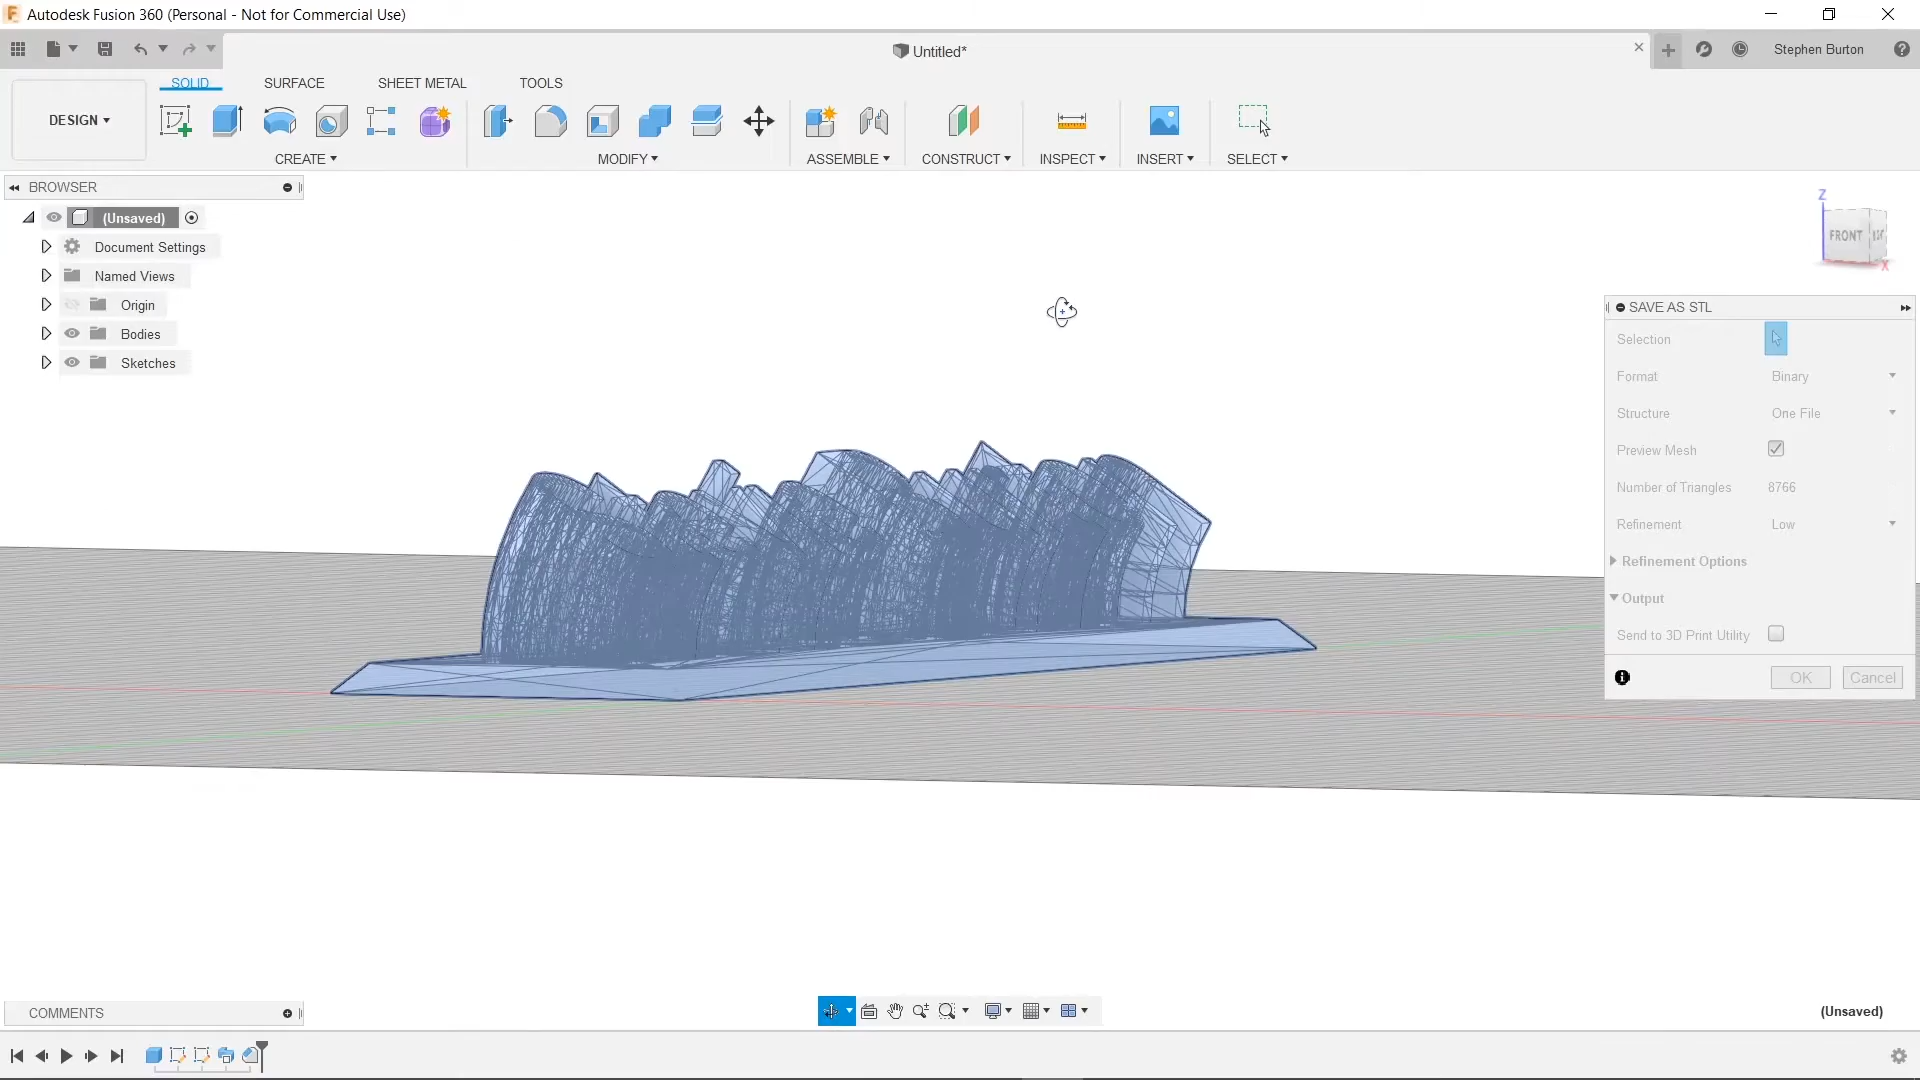 Autodesk Fusion 360 (Personal - Not for Commercial Use)
Untitled*
Stephen Burton
SOLID
SURFACE
SHEET METAL
TOOLS
DESIGN
CREATE
MODIFY
ASSEMBLE
CONSTRUCT
INSPECT
INSERT
SELECT
BROWSER
(Unsaved)
Document Settings
Named Views
Origin
Bodies
Sketches
Z
FRONT
X
SAVE AS STL
Selection
Format Binary
Structure One File
Preview Mesh
Number of Triangles 8766
Refinement Low
Refinement Options
Output
Send to 3D Print Utility
OK Cancel
COMMENTS
(Unsaved)